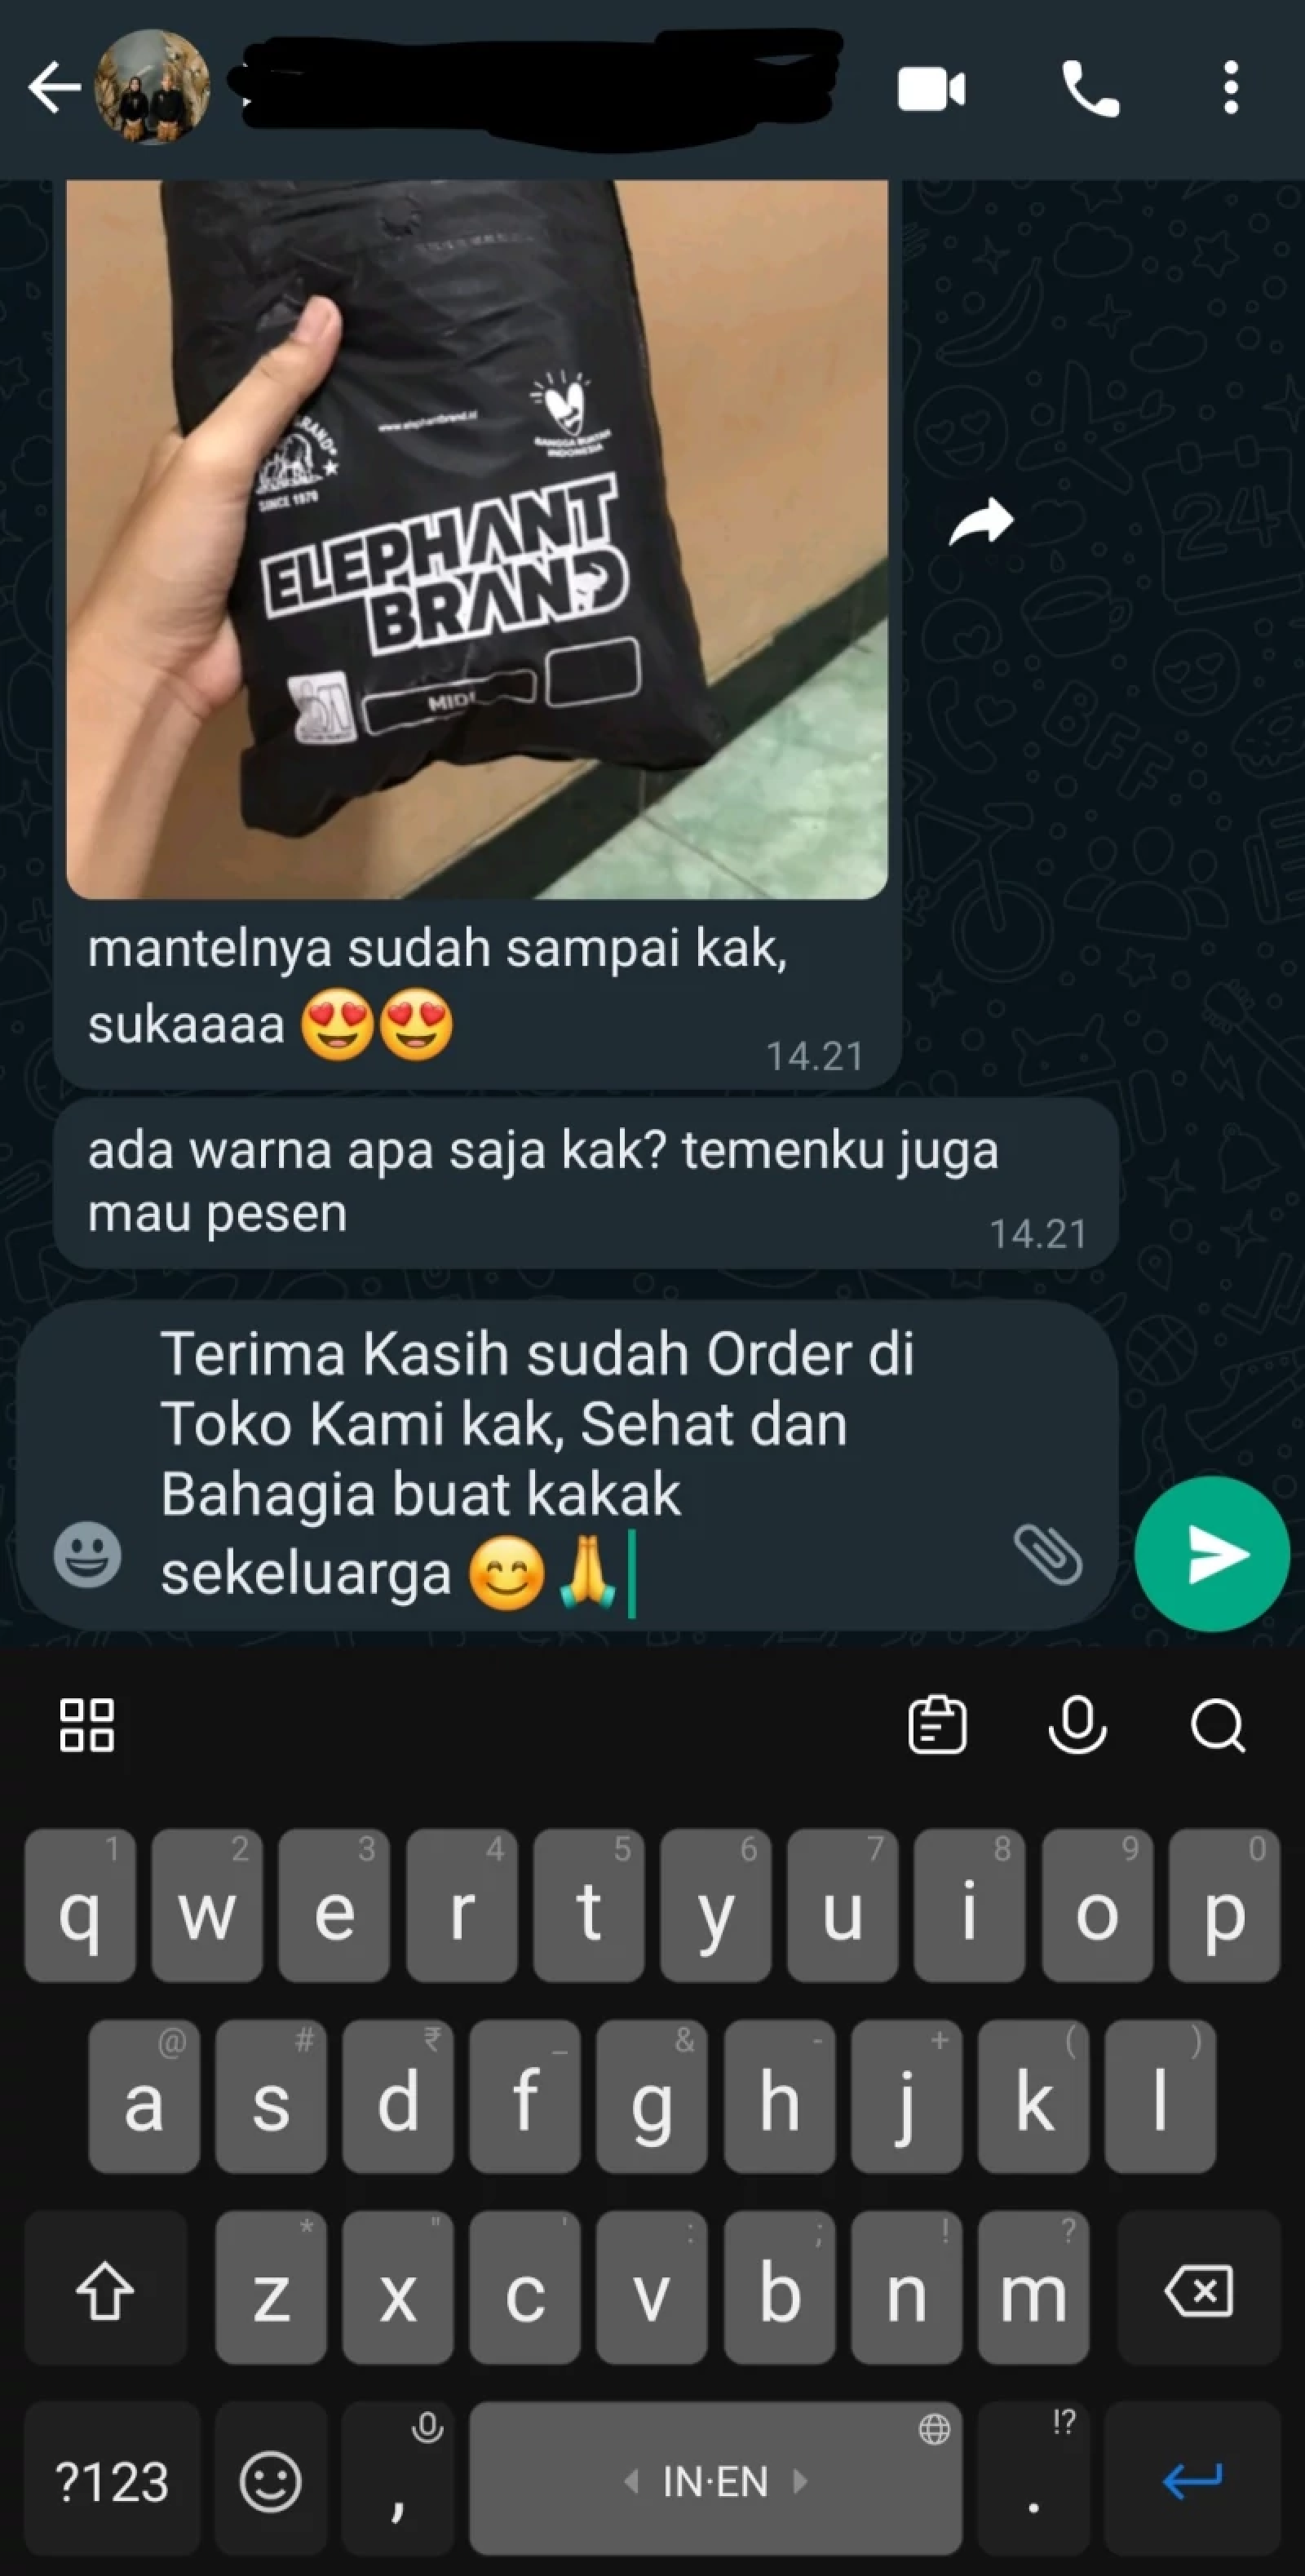 www.elephantbrand.id
BRAND®
SINCE 1970
BANGGA BUATAN
INDONESIA
ELEPHANT
BRAND
MIDI
mantelnya sudah sampai kak,
sukaaaa 😍😍
14.21
ada warna apa saja kak? temenku juga
mau pesen
14.21
Terima Kasih sudah Order di
Toko Kami kak, Sehat dan
Bahagia buat kakak
sekeluarga 😊🙏
1 2 3 4 5 6 7 8 9 0
q w e r t y u i o p
@ # ₹ _ & - + ( )
a s d f g h j k l
* " ' : ; ! ?
z x c v b n m
!?
?123 , IN·EN .